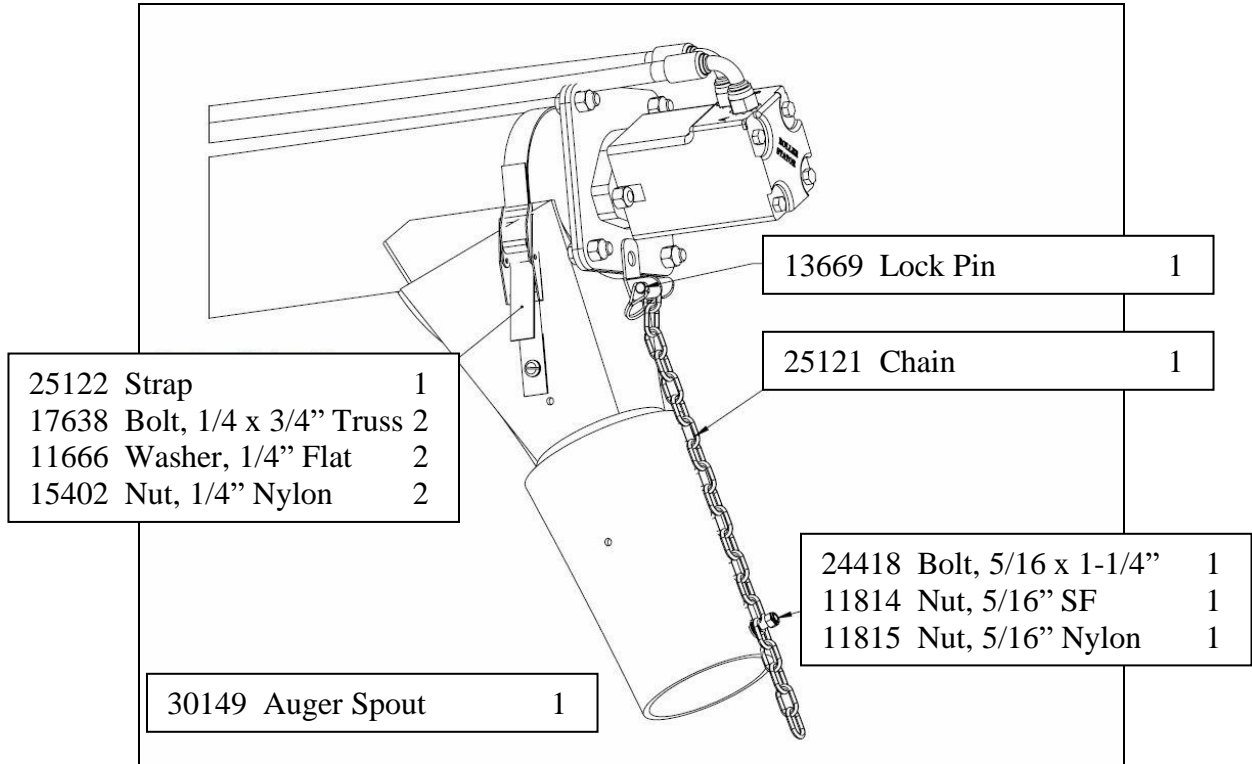 ROLLER
STATOR
13669 Lock Pin 1
25121 Chain 1
25122 Strap 1
17638 Bolt, 1/4 x 3/4” Truss 2
11666 Washer, 1/4” Flat 2
15402 Nut, 1/4” Nylon 2
24418 Bolt, 5/16 x 1-1/4” 1
11814 Nut, 5/16” SF 1
11815 Nut, 5/16” Nylon 1
30149 Auger Spout 1